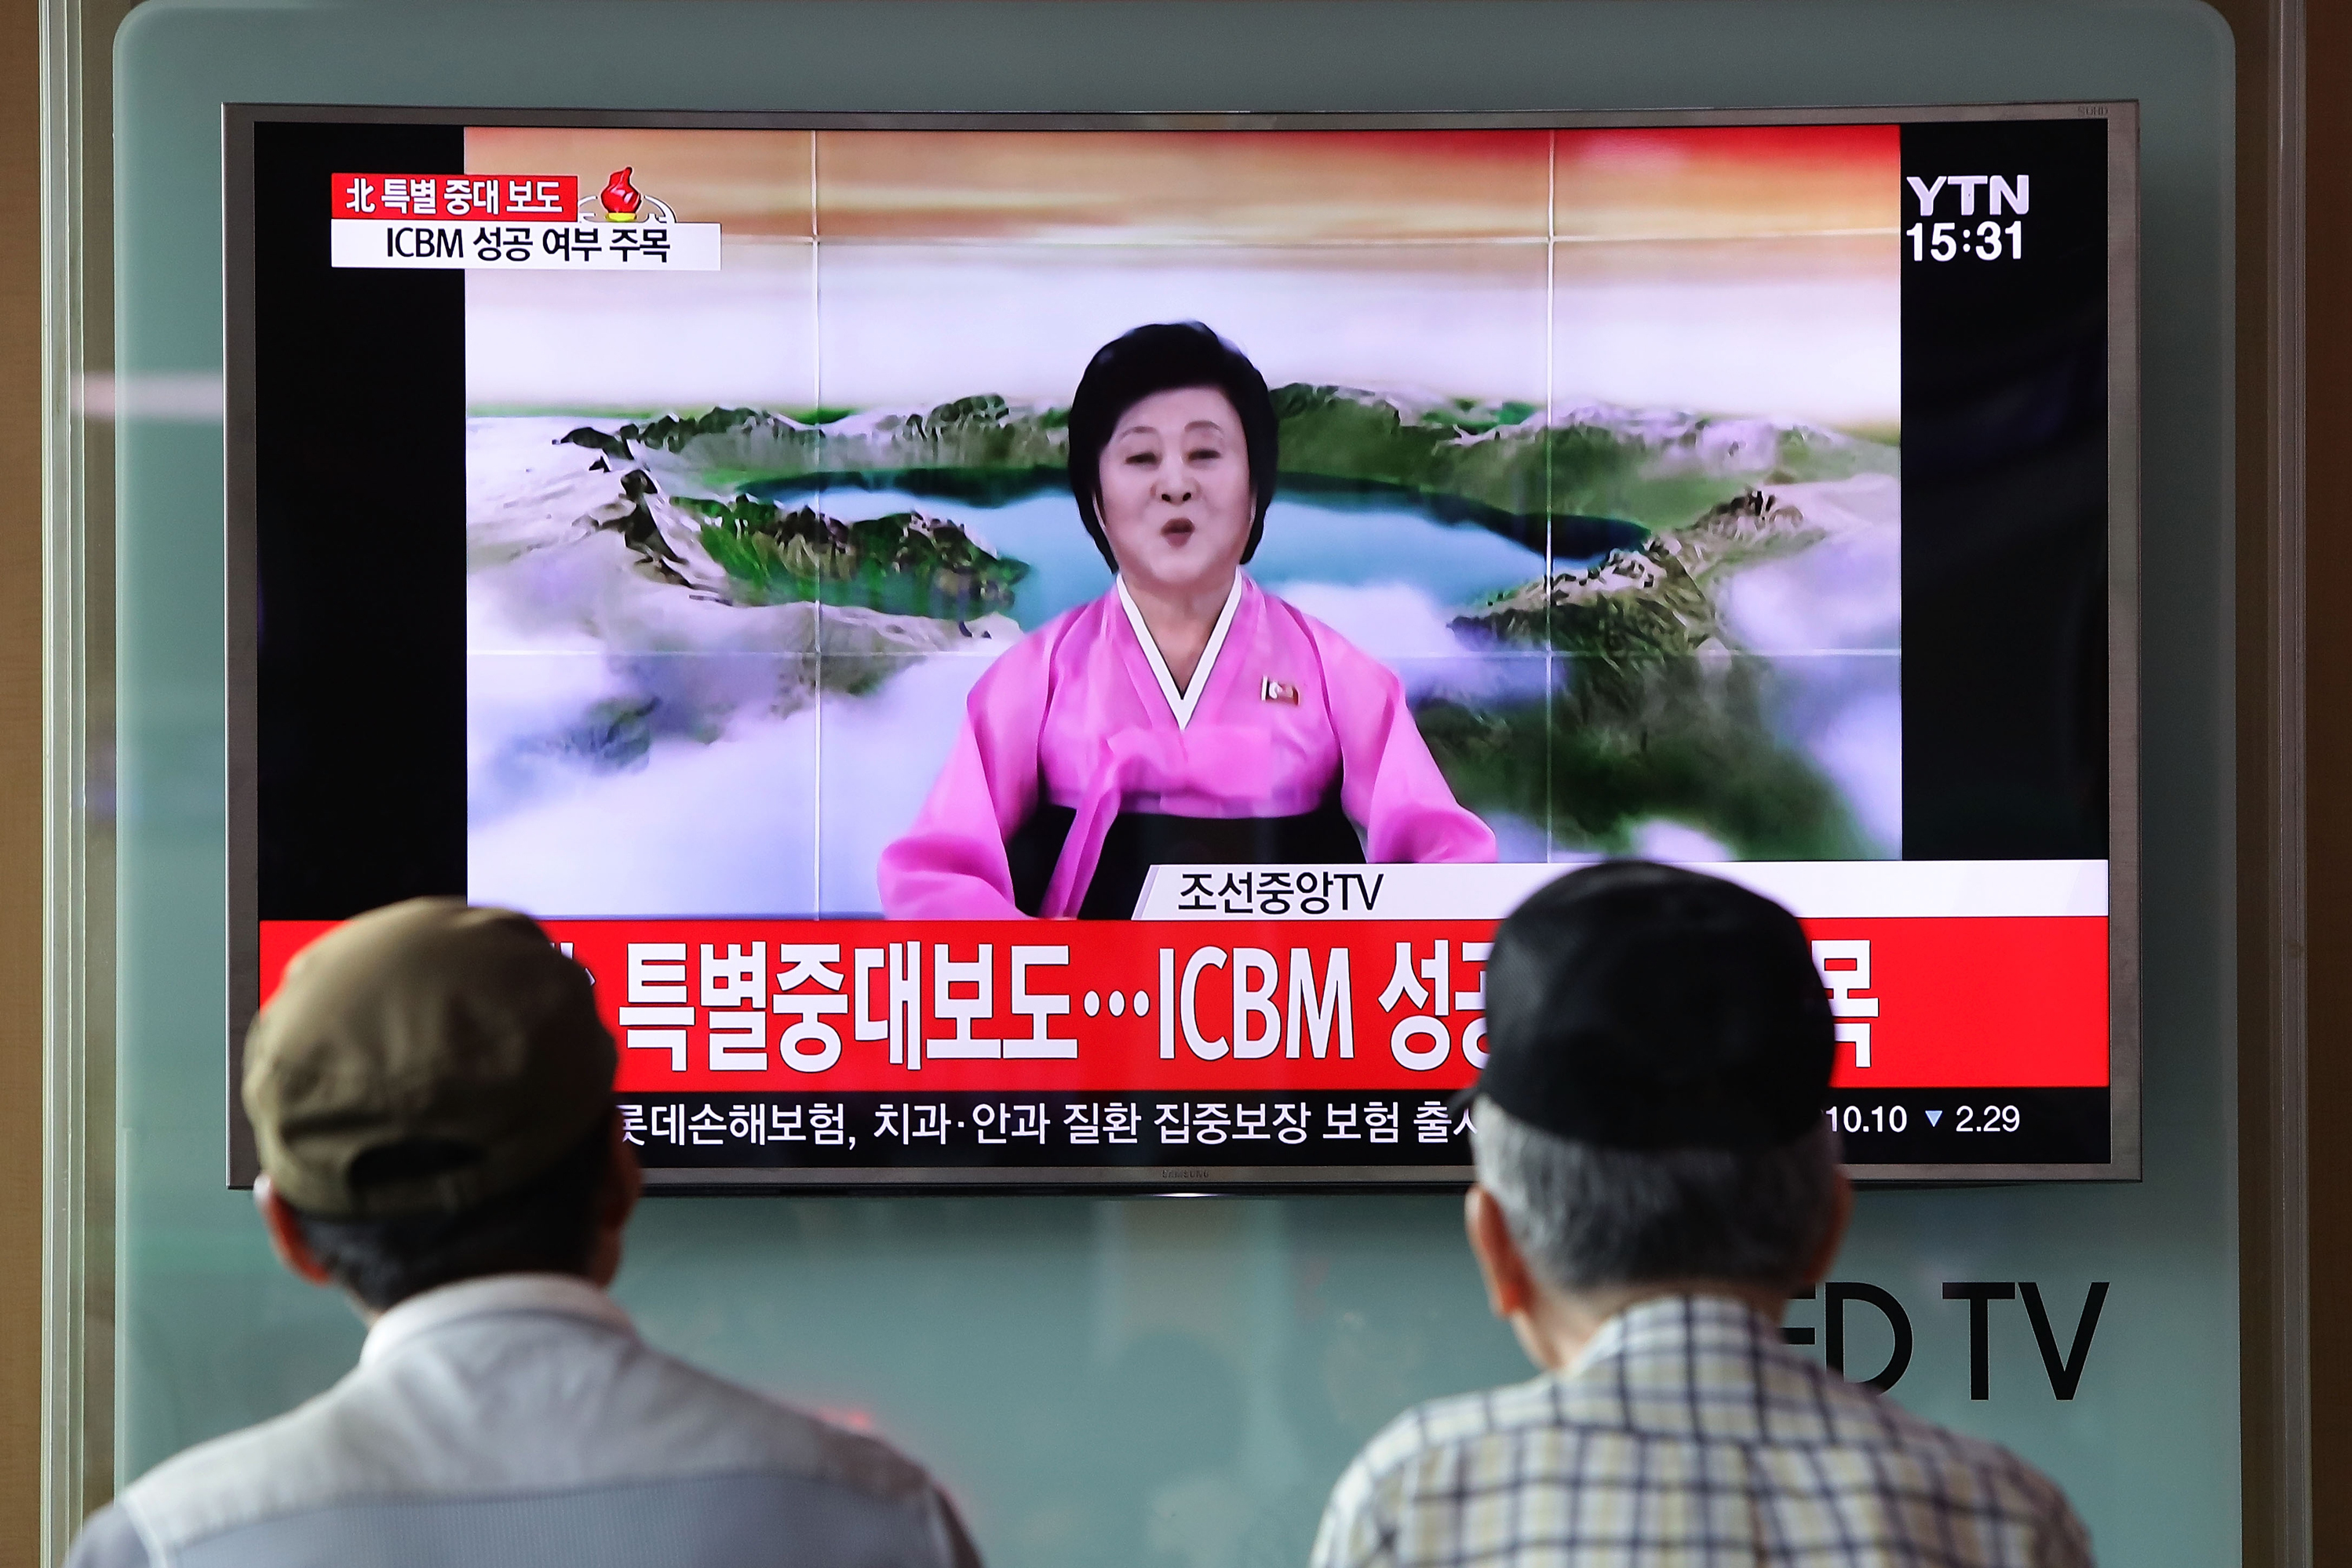 北 특별 중대 보도
ICBM 성공 여부 주목
YTN
15:31
조선중앙TV
특별중대보도…ICBM 성공
롯데손해보험, 치과·안과 질환 집중보장 보험 출시
10.10 ▼ 2.29
TV